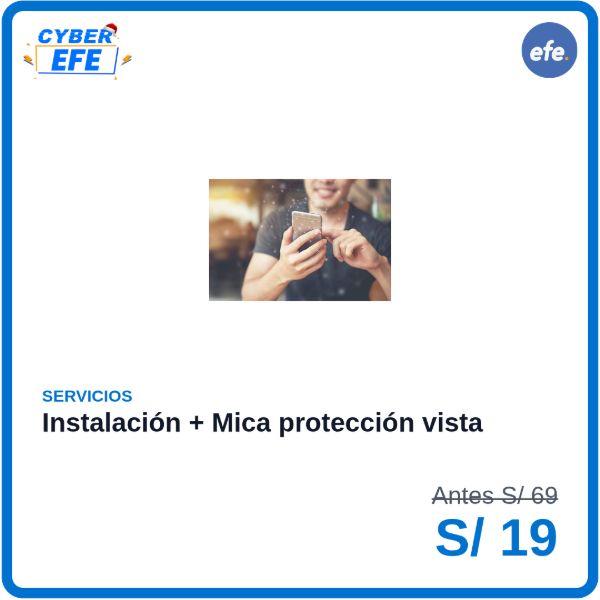 CYBER
EFE
efe.
SERVICIOS
Instalación + Mica protección vista
Antes S/ 69
S/ 19